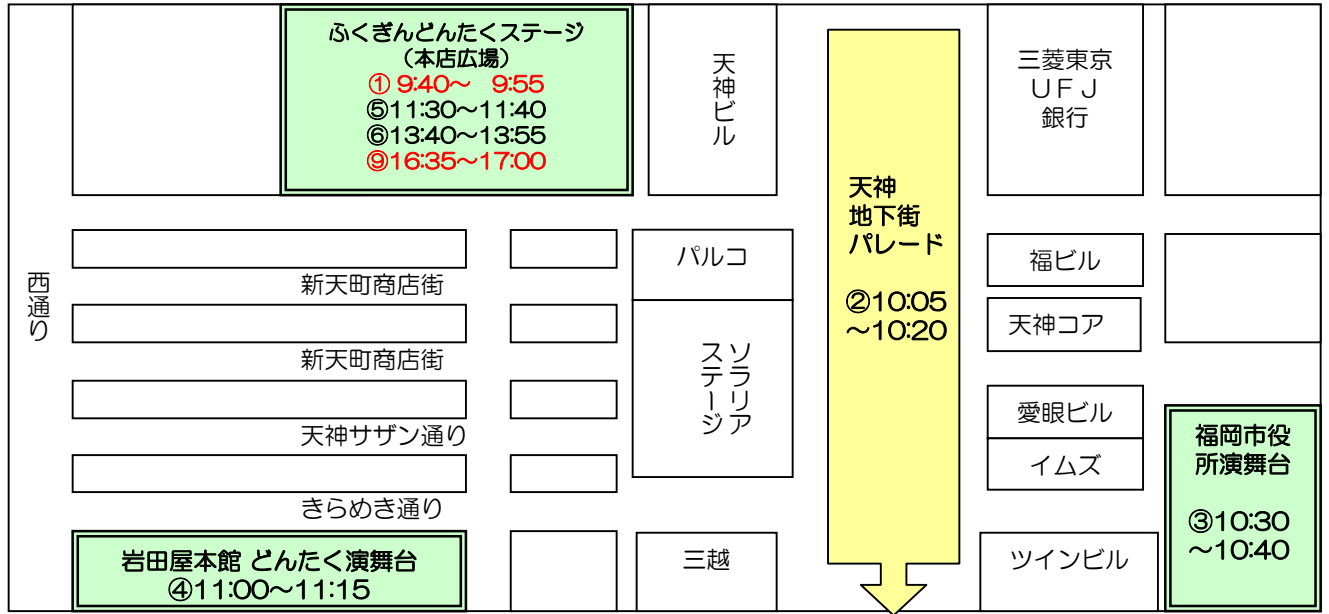 ふくぎんどんたくステージ
(本店広場)
① 9:40～ 9:55
⑤11:30～11:40
⑥13:40～13:55
⑨16:35～17:00
天神ビル
天神
地下街
パレード
②10:05
～10:20
三菱東京
ＵＦＪ
銀行
西通り
新天町商店街
新天町商店街
天神サザン通り
きらめき通り
パルコ
ソラリア
ステージ
福ビル
天神コア
愛眼ビル
イムズ
福岡市役
所演舞台
③10:30
～10:40
岩田屋本館 どんたく演舞台
④11:00～11:15
三越
ツインビル